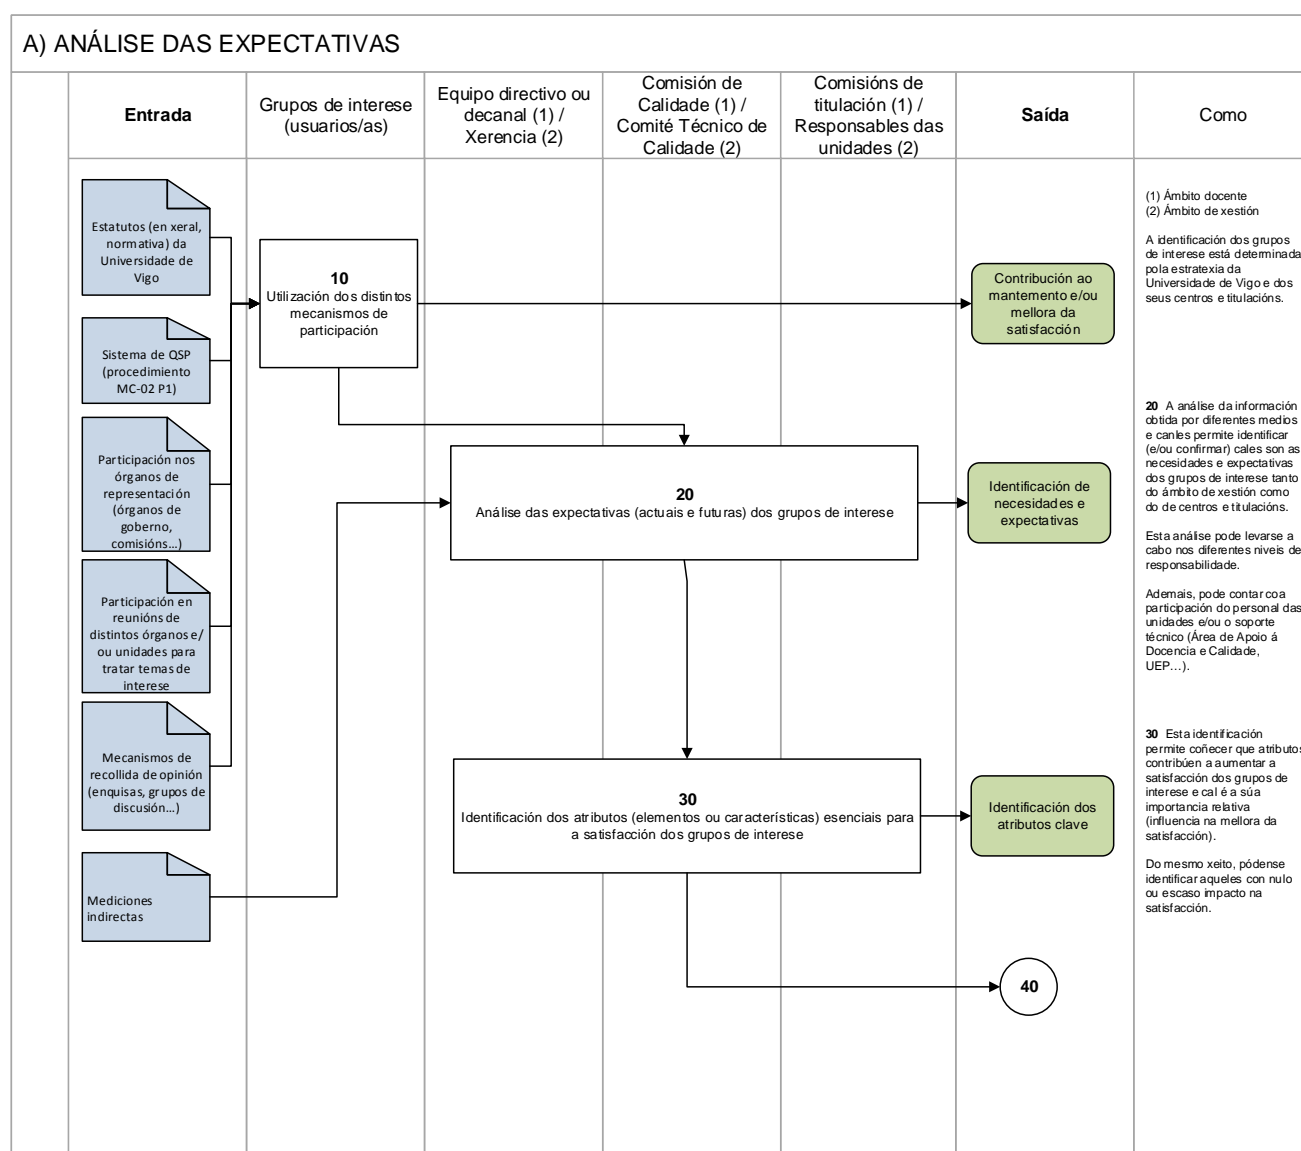 A) ANÁLISE DAS EXPECTATIVAS
Entrada
Grupos de interese
(usuarios/as)
Equipo directivo ou
decanal (1) /
Xerencia (2)
Comisión de
Calidade (1) /
Comité Técnico de
Calidade (2)
Comisións de
titulación (1) /
Responsables das
unidades (2)
Saída
Como
Estatutos (en xeral,
normativa) da
Universidade de
Vigo
Sistema de QSP
(procedimiento
MC-02 P1)
Participación nos
órganos de
representación
(órganos de
goberno,
comisións...)
Participación en
reunións de
distintos órganos e/
ou unidades para
tratar temas de
interese
Mecanismos de
recollida de opinión
(enquisas, grupos de
discusión...)
Mediciones
indirectas
10
Utilización dos distintos
mecanismos de
participación
20
Análise das expectativas (actuais e futuras) dos grupos de interese
30
Identificación dos atributos (elementos ou características) esenciais para
a satisfacción dos grupos de interese
Contribución ao
mantemento e/ou
mellora da
satisfacción
Identificación de
necesidades e
expectativas
Identificación dos
atributos clave
40
(1) Ámbito docente
(2) Ámbito de xestión
A identificación dos grupos
de interese está determinada
pola estratexia da
Universidade de Vigo e dos
seus centros e titulacións.
20 A análise da información
obtida por diferentes medios
e canles permite identificar
(e/ou confirmar) cales son as
necesidades e expectativas
dos grupos de interese tanto
do ámbito de xestión como
do de centros e titulacións.
Esta análise pode levarse a
cabo nos diferentes niveis de
responsabilidade.
Ademais, pode contar coa
participación do personal das
unidades e/ou o soporte
técnico (Área de Apoio á
Docencia e Calidade,
UEP...).
30 Esta identificación
permite coñecer que atributos
contribúen a aumentar a
satisfacción dos grupos de
interese e cal é a súa
importancia relativa
(influencia na mellora da
satisfacción).
Do mesmo xeito, pódense
identificar aqueles con nulo
ou escaso impacto na
satisfacción.